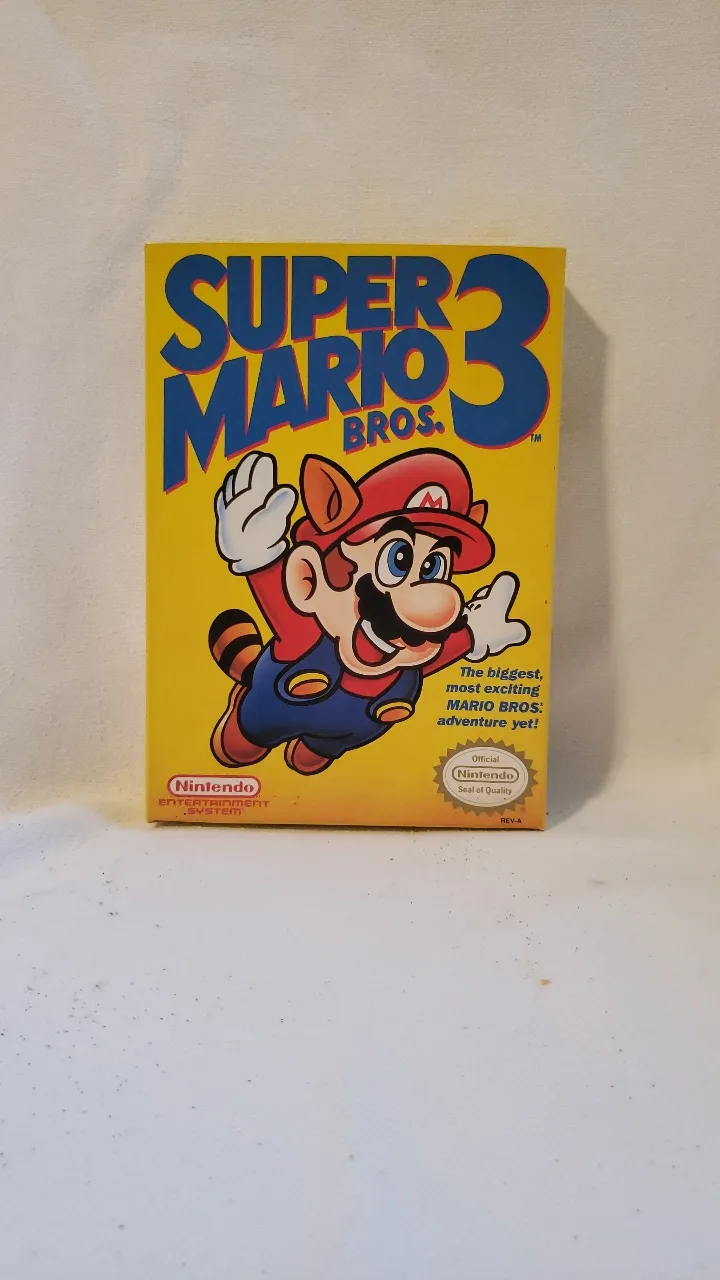 SUPER
MARIO
BROS. 3
TM
M
The biggest,
most exciting
MARIO BROS.
adventure yet!
Official
Nintendo
Seal of Quality
Nintendo
ENTERTAINMENT
SYSTEM
®
REV-A